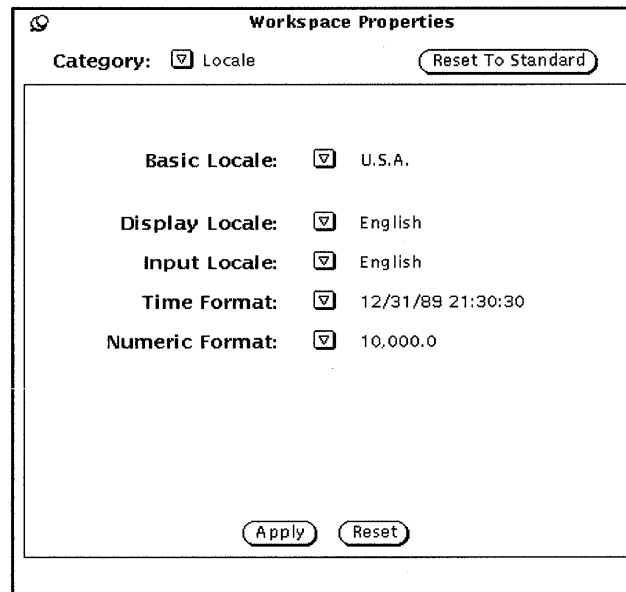 Workspace Properties
Category: Locale Reset To Standard
Basic Locale: U.S.A.
Display Locale: English
Input Locale: English
Time Format: 12/31/89 21:30:30
Numeric Format: 10,000.0
Apply Reset